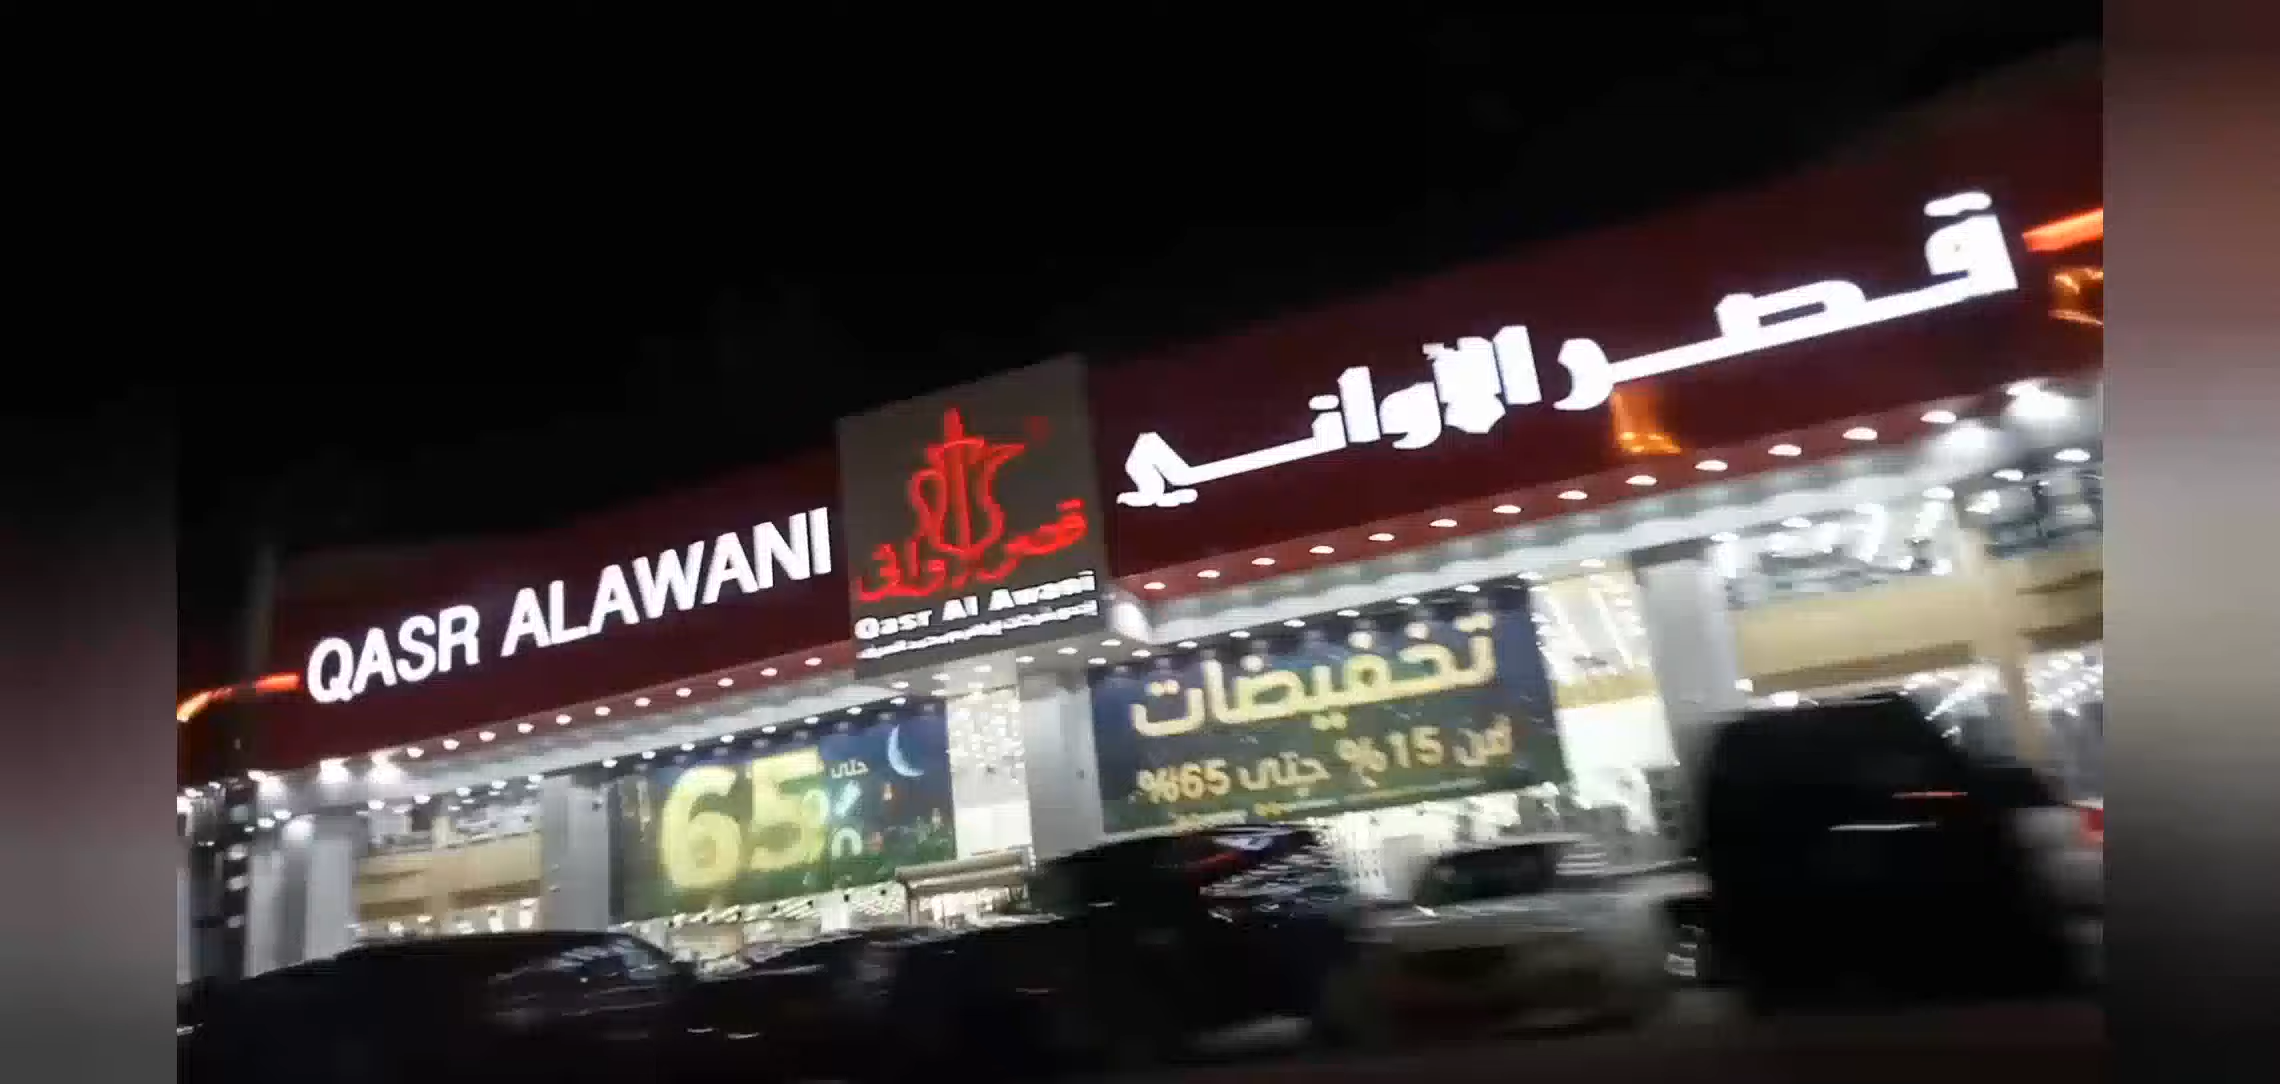 قصر الأواني
QASR ALAWANI
قصر الأواني
Qasr Al Awani
تخفيضات
من 15% حتى 65%
حتى
65%